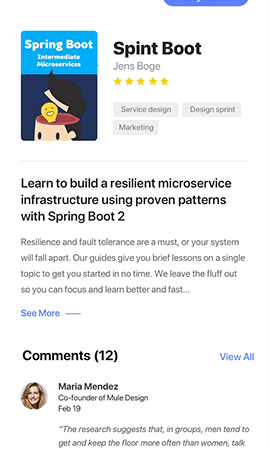 Spring Boot
Intermediate
Microservices
Spint Boot
Jens Boge
Service design
Design sprint
Marketing
Learn to build a resilient microservice
infrastructure using proven patterns
with Spring Boot 2
Resilience and fault tolerance are a must, or your system
will fall apart. Our guides give you brief lessons on a single
topic to get you started in no time. We leave the fluff out
so you can focus and learn better and fast...
See More
Comments (12)
View All
Maria Mendez
Co-founder of Mule Design
Feb 19
“The research suggests that, in groups, men tend to
get and keep the floor more often than women, talk